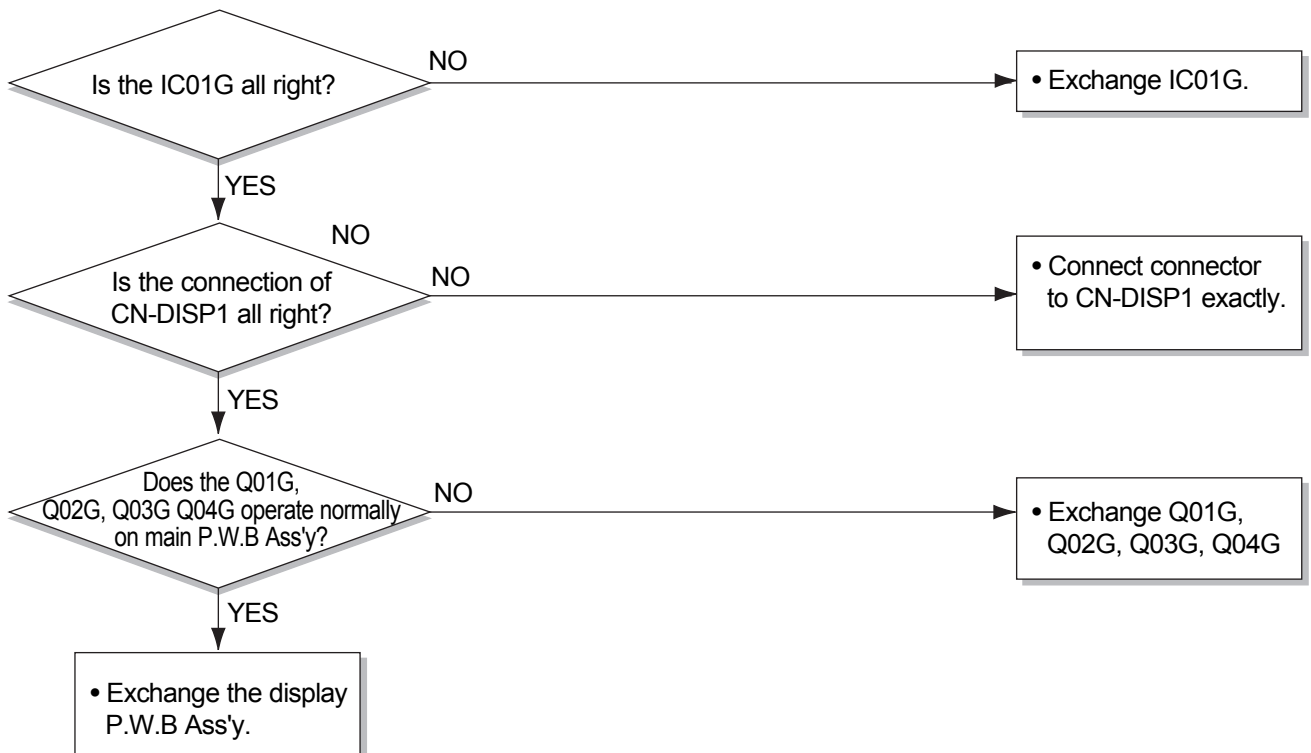 Is the IC01G all right?
NO
• Exchange IC01G.
YES
NO
Is the connection of
CN-DISP1 all right?
NO
• Connect connector
to CN-DISP1 exactly.
YES
Does the Q01G,
Q02G, Q03G Q04G operate normally
on main P.W.B Ass'y?
NO
• Exchange Q01G,
Q02G, Q03G, Q04G
YES
• Exchange the display
P.W.B Ass'y.